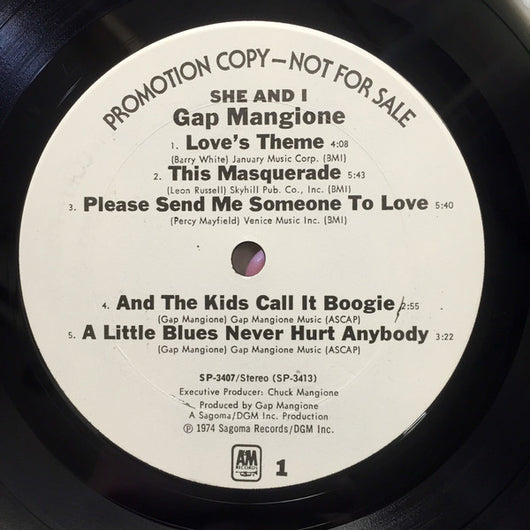 PROMOTION COPY—NOT FOR SALE
SHE AND I
Gap Mangione
1. Love's Theme 4:08
(Barry White) January Music Corp. (BMI)
2. This Masquerade 5:43
(Leon Russell) Skyhill Pub. Co., Inc. (BMI)
3. Please Send Me Someone To Love 5:40
(Percy Mayfield) Venice Music Inc. (BMI)
4. And The Kids Call It Boogie 2:55
(Gap Mangione) Gap Mangione Music (ASCAP)
5. A Little Blues Never Hurt Anybody 3:22
(Gap Mangione) Gap Mangione Music (ASCAP)
SP-3407/Stereo (SP-3413)
Executive Producer: Chuck Mangione
Produced by Gap Mangione
A Sagoma/DGM Inc. Production
℗ 1974 Sagoma Records/DGM Inc.
A&M
RECORDS
1